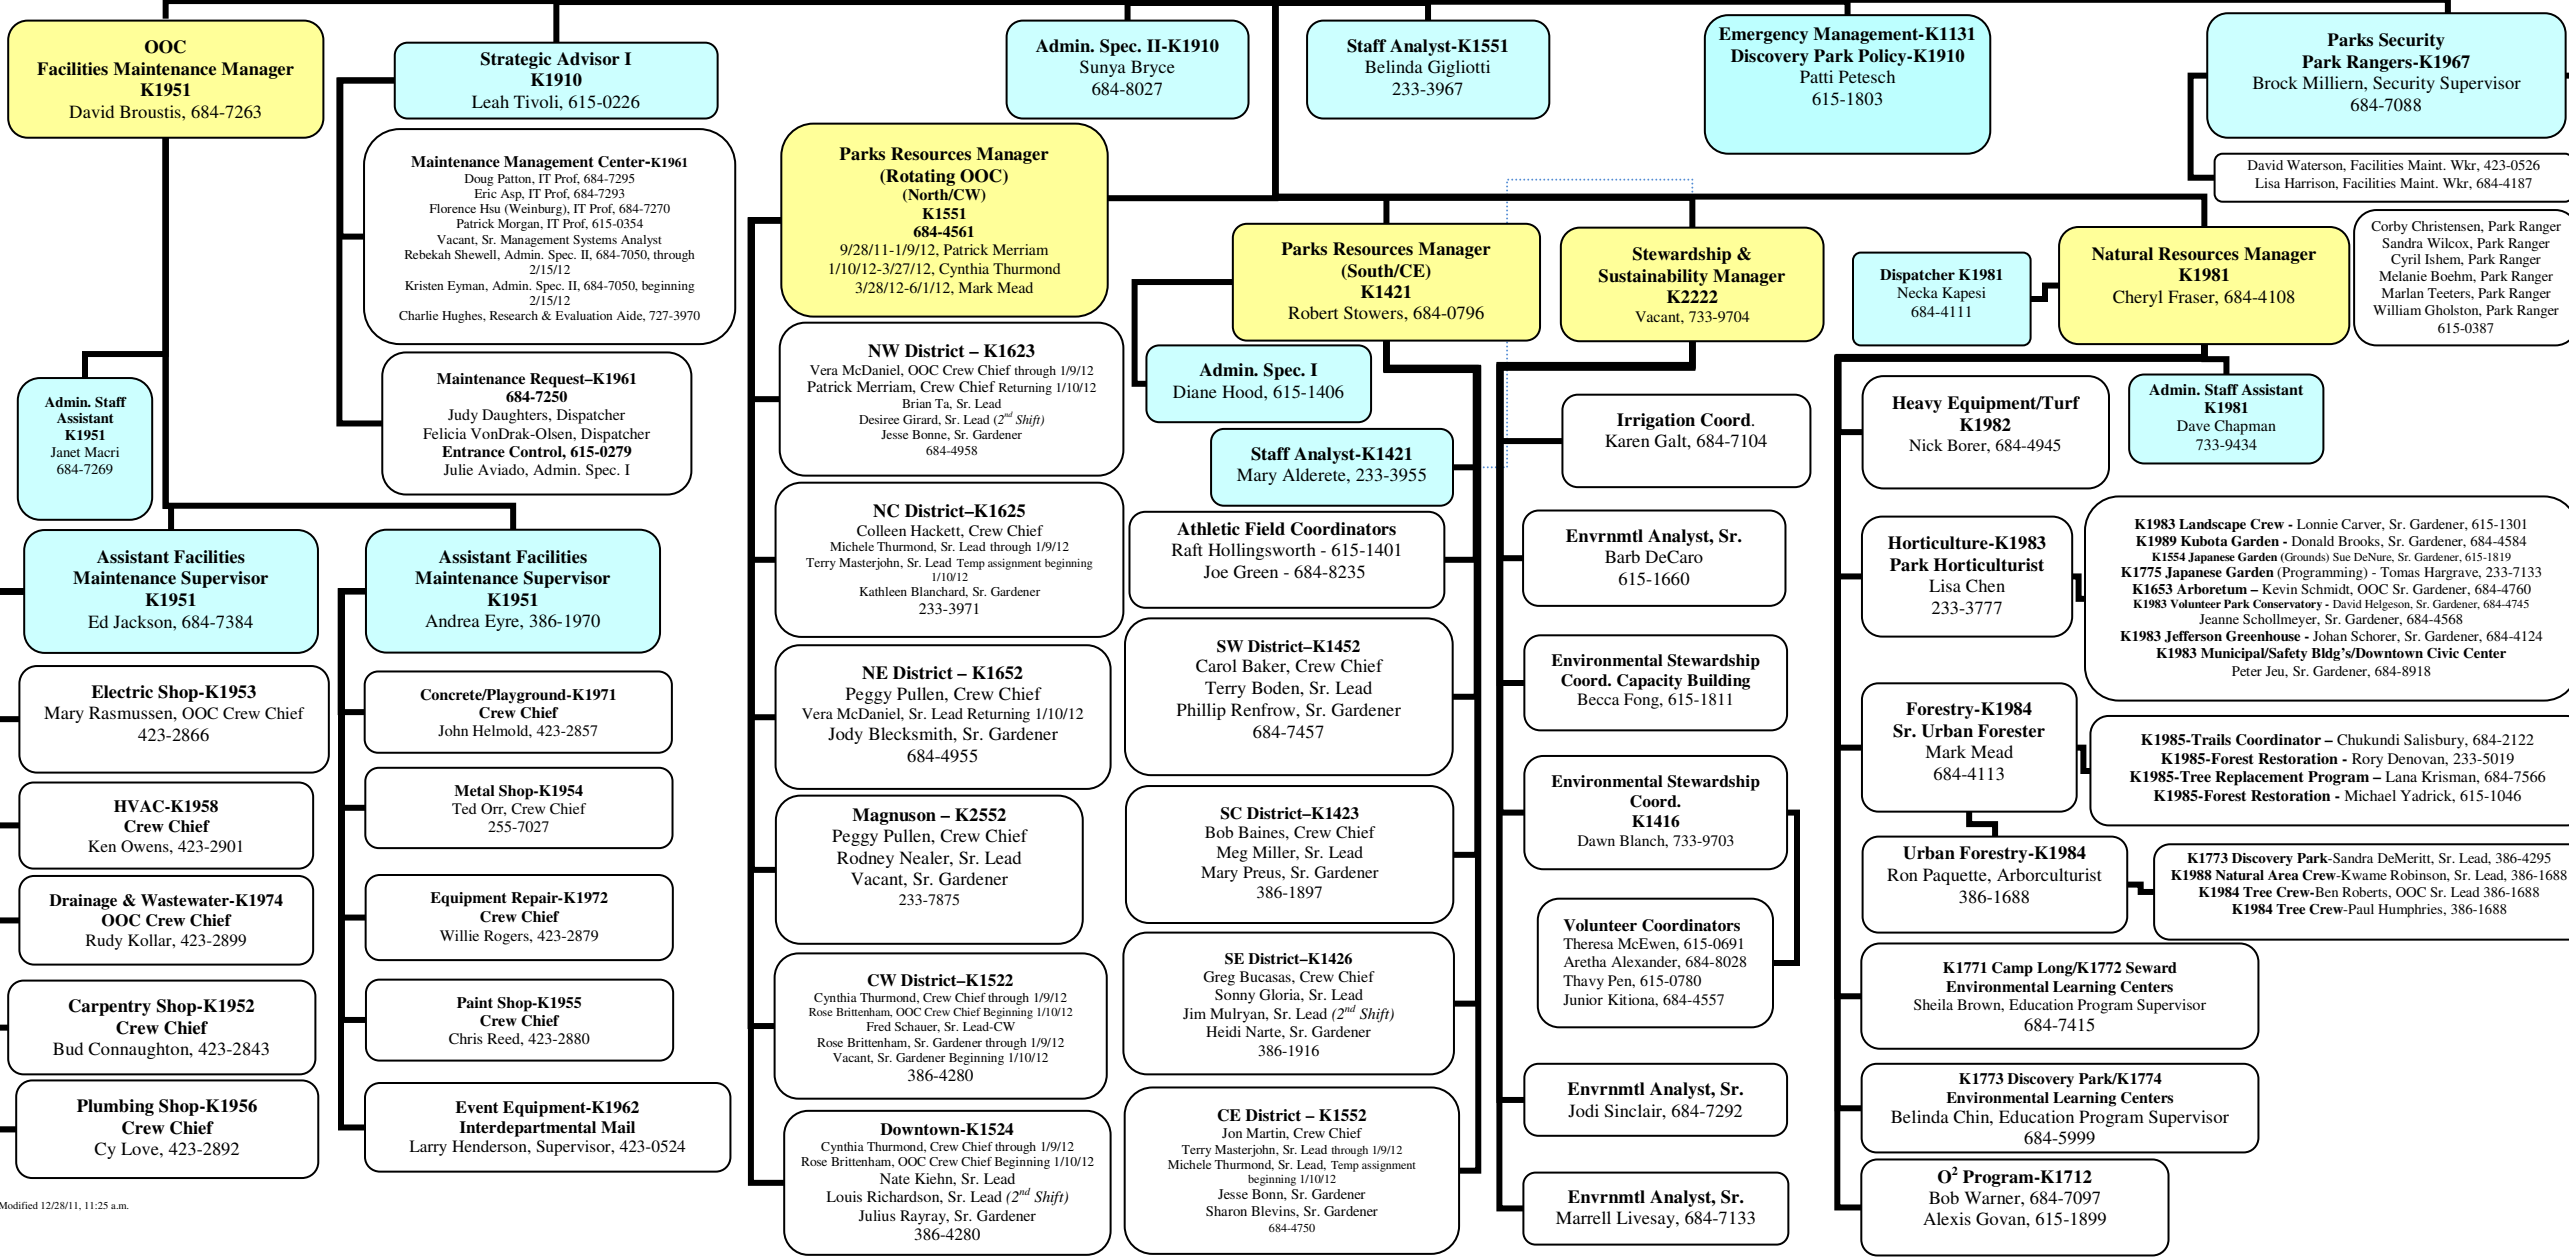 OOC
Facilities Maintenance Manager
K1951
David Broustis, 684-7263
Strategic Advisor I
K1910
Leah Tivoli, 615-0226
Admin. Spec. II-K1910
Sunya Bryce
684-8027
Staff Analyst-K1551
Belinda Gigliotti
233-3967
Emergency Management-K1131
Discovery Park Policy-K1910
Patti Petesch
615-1803
Parks Security
Park Rangers-K1967
Brock Milliern, Security Supervisor
684-7088
David Waterson, Facilities Maint. Wkr, 423-0526
Lisa Harrison, Facilities Maint. Wkr, 684-4187
Corby Christensen, Park Ranger
Sandra Wilcox, Park Ranger
Cyril Ishem, Park Ranger
Melanie Boehm, Park Ranger
Marlan Teeters, Park Ranger
William Gholston, Park Ranger
615-0387
Maintenance Management Center-K1961
Doug Patton, IT Prof, 684-7295
Eric Asp, IT Prof, 684-7293
Florence Hsu (Weinburg), IT Prof, 684-7270
Patrick Morgan, IT Prof, 615-0354
Vacant, Sr. Management Systems Analyst
Rebekah Shewell, Admin. Spec. II, 684-7050, through
2/15/12
Kristen Eyman, Admin. Spec. II, 684-7050, beginning
2/15/12
Charlie Hughes, Research & Evaluation Aide, 727-3970
Maintenance Request–K1961
684-7250
Judy Daughters, Dispatcher
Felicia VonDrak-Olsen, Dispatcher
Entrance Control, 615-0279
Julie Aviado, Admin. Spec. I
Admin. Staff
Assistant
K1951
Janet Macri
684-7269
Assistant Facilities
Maintenance Supervisor
K1951
Ed Jackson, 684-7384
Electric Shop-K1953
Mary Rasmussen, OOC Crew Chief
423-2866
HVAC-K1958
Crew Chief
Ken Owens, 423-2901
Drainage & Wastewater-K1974
OOC Crew Chief
Rudy Kollar, 423-2899
Carpentry Shop-K1952
Crew Chief
Bud Connaughton, 423-2843
Plumbing Shop-K1956
Crew Chief
Cy Love, 423-2892
Assistant Facilities
Maintenance Supervisor
K1951
Andrea Eyre, 386-1970
Concrete/Playground-K1971
Crew Chief
John Helmold, 423-2857
Metal Shop-K1954
Ted Orr, Crew Chief
255-7027
Equipment Repair-K1972
Crew Chief
Willie Rogers, 423-2879
Paint Shop-K1955
Crew Chief
Chris Reed, 423-2880
Event Equipment-K1962
Interdepartmental Mail
Larry Henderson, Supervisor, 423-0524
Parks Resources Manager
(Rotating OOC)
(North/CW)
K1551
684-4561
9/28/11-1/9/12, Patrick Merriam
1/10/12-3/27/12, Cynthia Thurmond
3/28/12-6/1/12, Mark Mead
NW District – K1623
Vera McDaniel, OOC Crew Chief through 1/9/12
Patrick Merriam, Crew Chief Returning 1/10/12
Brian Ta, Sr. Lead
Desiree Girard, Sr. Lead (2nd Shift)
Jesse Bonne, Sr. Gardener
684-4958
NC District–K1625
Colleen Hackett, Crew Chief
Michele Thurmond, Sr. Lead through 1/9/12
Terry Masterjohn, Sr. Lead Temp assignment beginning
1/10/12
Kathleen Blanchard, Sr. Gardener
233-3971
NE District – K1652
Peggy Pullen, Crew Chief
Vera McDaniel, Sr. Lead Returning 1/10/12
Jody Blecksmith, Sr. Gardener
684-4955
Magnuson – K2552
Peggy Pullen, Crew Chief
Rodney Nealer, Sr. Lead
Vacant, Sr. Gardener
233-7875
CW District–K1522
Cynthia Thurmond, Crew Chief through 1/9/12
Rose Brittenham, OOC Crew Chief Beginning 1/10/12
Fred Schauer, Sr. Lead-CW
Rose Brittenham, Sr. Gardener through 1/9/12
Vacant, Sr. Gardener Beginning 1/10/12
386-4280
Downtown-K1524
Cynthia Thurmond, Crew Chief through 1/9/12
Rose Brittenham, OOC Crew Chief Beginning 1/10/12
Nate Kiehn, Sr. Lead
Louis Richardson, Sr. Lead (2nd Shift)
Julius Rayray, Sr. Gardener
386-4280
Parks Resources Manager
(South/CE)
K1421
Robert Stowers, 684-0796
Admin. Spec. I
Diane Hood, 615-1406
Staff Analyst-K1421
Mary Alderete, 233-3955
Athletic Field Coordinators
Raft Hollingsworth - 615-1401
Joe Green - 684-8235
SW District–K1452
Carol Baker, Crew Chief
Terry Boden, Sr. Lead
Phillip Renfrow, Sr. Gardener
684-7457
SC District–K1423
Bob Baines, Crew Chief
Meg Miller, Sr. Lead
Mary Preus, Sr. Gardener
386-1897
SE District–K1426
Greg Bucasas, Crew Chief
Sonny Gloria, Sr. Lead
Jim Mulryan, Sr. Lead (2nd Shift)
Heidi Narte, Sr. Gardener
386-1916
CE District – K1552
Jon Martin, Crew Chief
Terry Masterjohn, Sr. Lead through 1/9/12
Michele Thurmond, Sr. Lead, Temp assignment
beginning 1/10/12
Jesse Bonn, Sr. Gardener
Sharon Blevins, Sr. Gardener
684-4750
Stewardship &
Sustainability Manager
K2222
Vacant, 733-9704
Irrigation Coord.
Karen Galt, 684-7104
Envrnmtl Analyst, Sr.
Barb DeCaro
615-1660
Environmental Stewardship
Coord. Capacity Building
Becca Fong, 615-1811
Environmental Stewardship
Coord.
K1416
Dawn Blanch, 733-9703
Volunteer Coordinators
Theresa McEwen, 615-0691
Aretha Alexander, 684-8028
Thavy Pen, 615-0780
Junior Kitiona, 684-4557
Envrnmtl Analyst, Sr.
Jodi Sinclair, 684-7292
Envrnmtl Analyst, Sr.
Marrell Livesay, 684-7133
Dispatcher K1981
Necka Kapesi
684-4111
Natural Resources Manager
K1981
Cheryl Fraser, 684-4108
Admin. Staff Assistant
K1981
Dave Chapman
733-9434
Heavy Equipment/Turf
K1982
Nick Borer, 684-4945
Horticulture-K1983
Park Horticulturist
Lisa Chen
233-3777
K1983 Landscape Crew - Lonnie Carver, Sr. Gardener, 615-1301
K1989 Kubota Garden - Donald Brooks, Sr. Gardener, 684-4584
K1554 Japanese Garden (Grounds) Sue DeNure, Sr. Gardener, 615-1819
K1775 Japanese Garden (Programming) - Tomas Hargrave, 233-7133
K1653 Arboretum – Kevin Schmidt, OOC Sr. Gardener, 684-4760
K1983 Volunteer Park Conservatory - David Helgeson, Sr. Gardener, 684-4745
Jeanne Schollmeyer, Sr. Gardener, 684-4568
K1983 Jefferson Greenhouse - Johan Schorer, Sr. Gardener, 684-4124
K1983 Municipal/Safety Bldg's/Downtown Civic Center
Peter Jeu, Sr. Gardener, 684-8918
Forestry-K1984
Sr. Urban Forester
Mark Mead
684-4113
K1985-Trails Coordinator – Chukundi Salisbury, 684-2122
K1985-Forest Restoration - Rory Denovan, 233-5019
K1985-Tree Replacement Program – Lana Krisman, 684-7566
K1985-Forest Restoration - Michael Yadrick, 615-1046
Urban Forestry-K1984
Ron Paquette, Arborculturist
386-1688
K1773 Discovery Park-Sandra DeMeritt, Sr. Lead, 386-4295
K1988 Natural Area Crew-Kwame Robinson, Sr. Lead, 386-1688
K1984 Tree Crew-Ben Roberts, OOC Sr. Lead 386-1688
K1984 Tree Crew-Paul Humphries, 386-1688
K1771 Camp Long/K1772 Seward
Environmental Learning Centers
Sheila Brown, Education Program Supervisor
684-7415
K1773 Discovery Park/K1774
Environmental Learning Centers
Belinda Chin, Education Program Supervisor
684-5999
O2 Program-K1712
Bob Warner, 684-7097
Alexis Govan, 615-1899
Modified 12/28/11, 11:25 a.m.